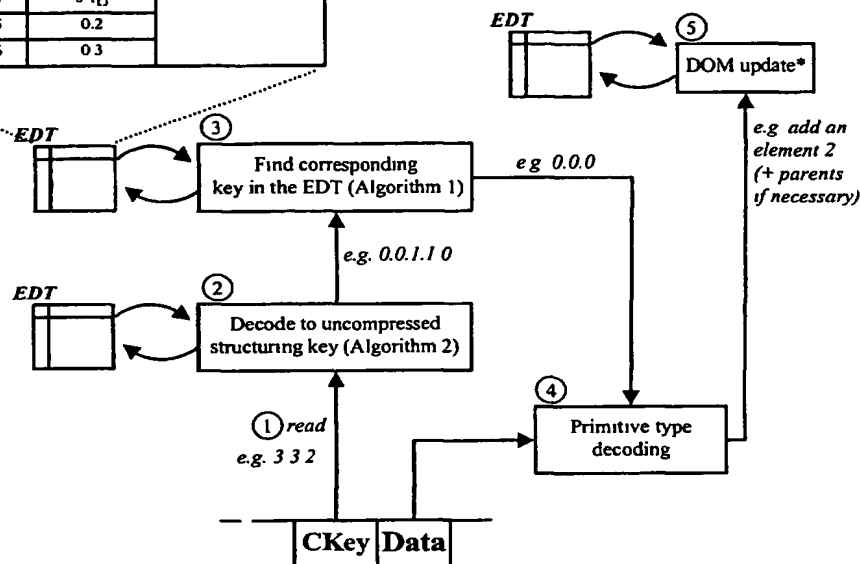 0.2
0 3
EDT
5
DOM update*
e.g add an
element 2
(+ parents
if necessary)
EDT
3
Find corresponding
key in the EDT (Algorithm 1)
e g 0.0.0
e.g. 0.0.1.1 0
EDT
2
Decode to uncompressed
structuring key (Algorithm 2)
4
Primitive type
decoding
1 read
e.g. 3 3 2
CKey Data